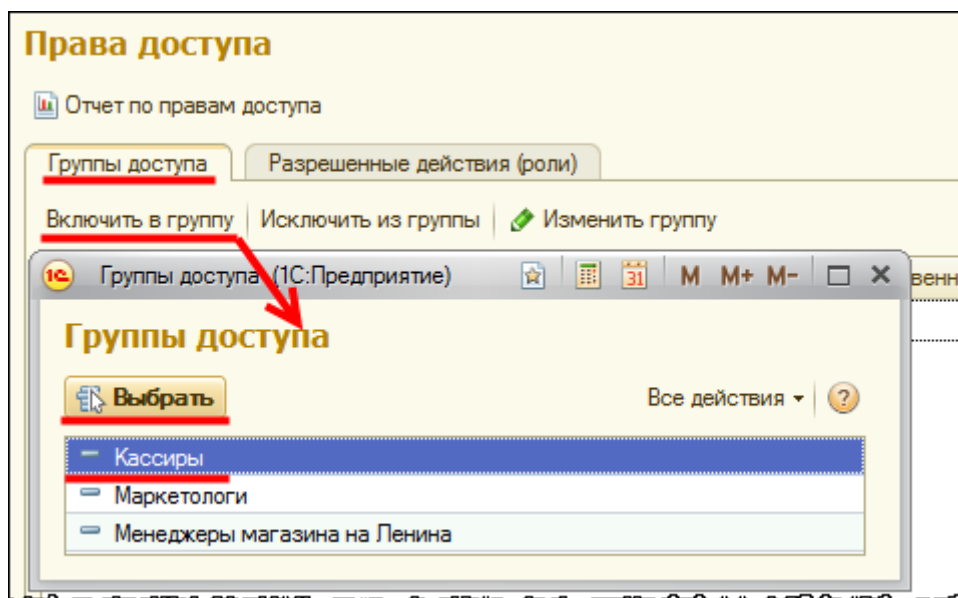 Права доступа
Отчет по правам доступа
Группы доступа Разрешенные действия (роли)
Включить в группу Исключить из группы Изменить группу
1С Группы доступа (1С:Предприятие) 31 M M+ M-
Группы доступа
Выбрать Все действия ?
Кассиры
Маркетологи
Менеджеры магазина на Ленина